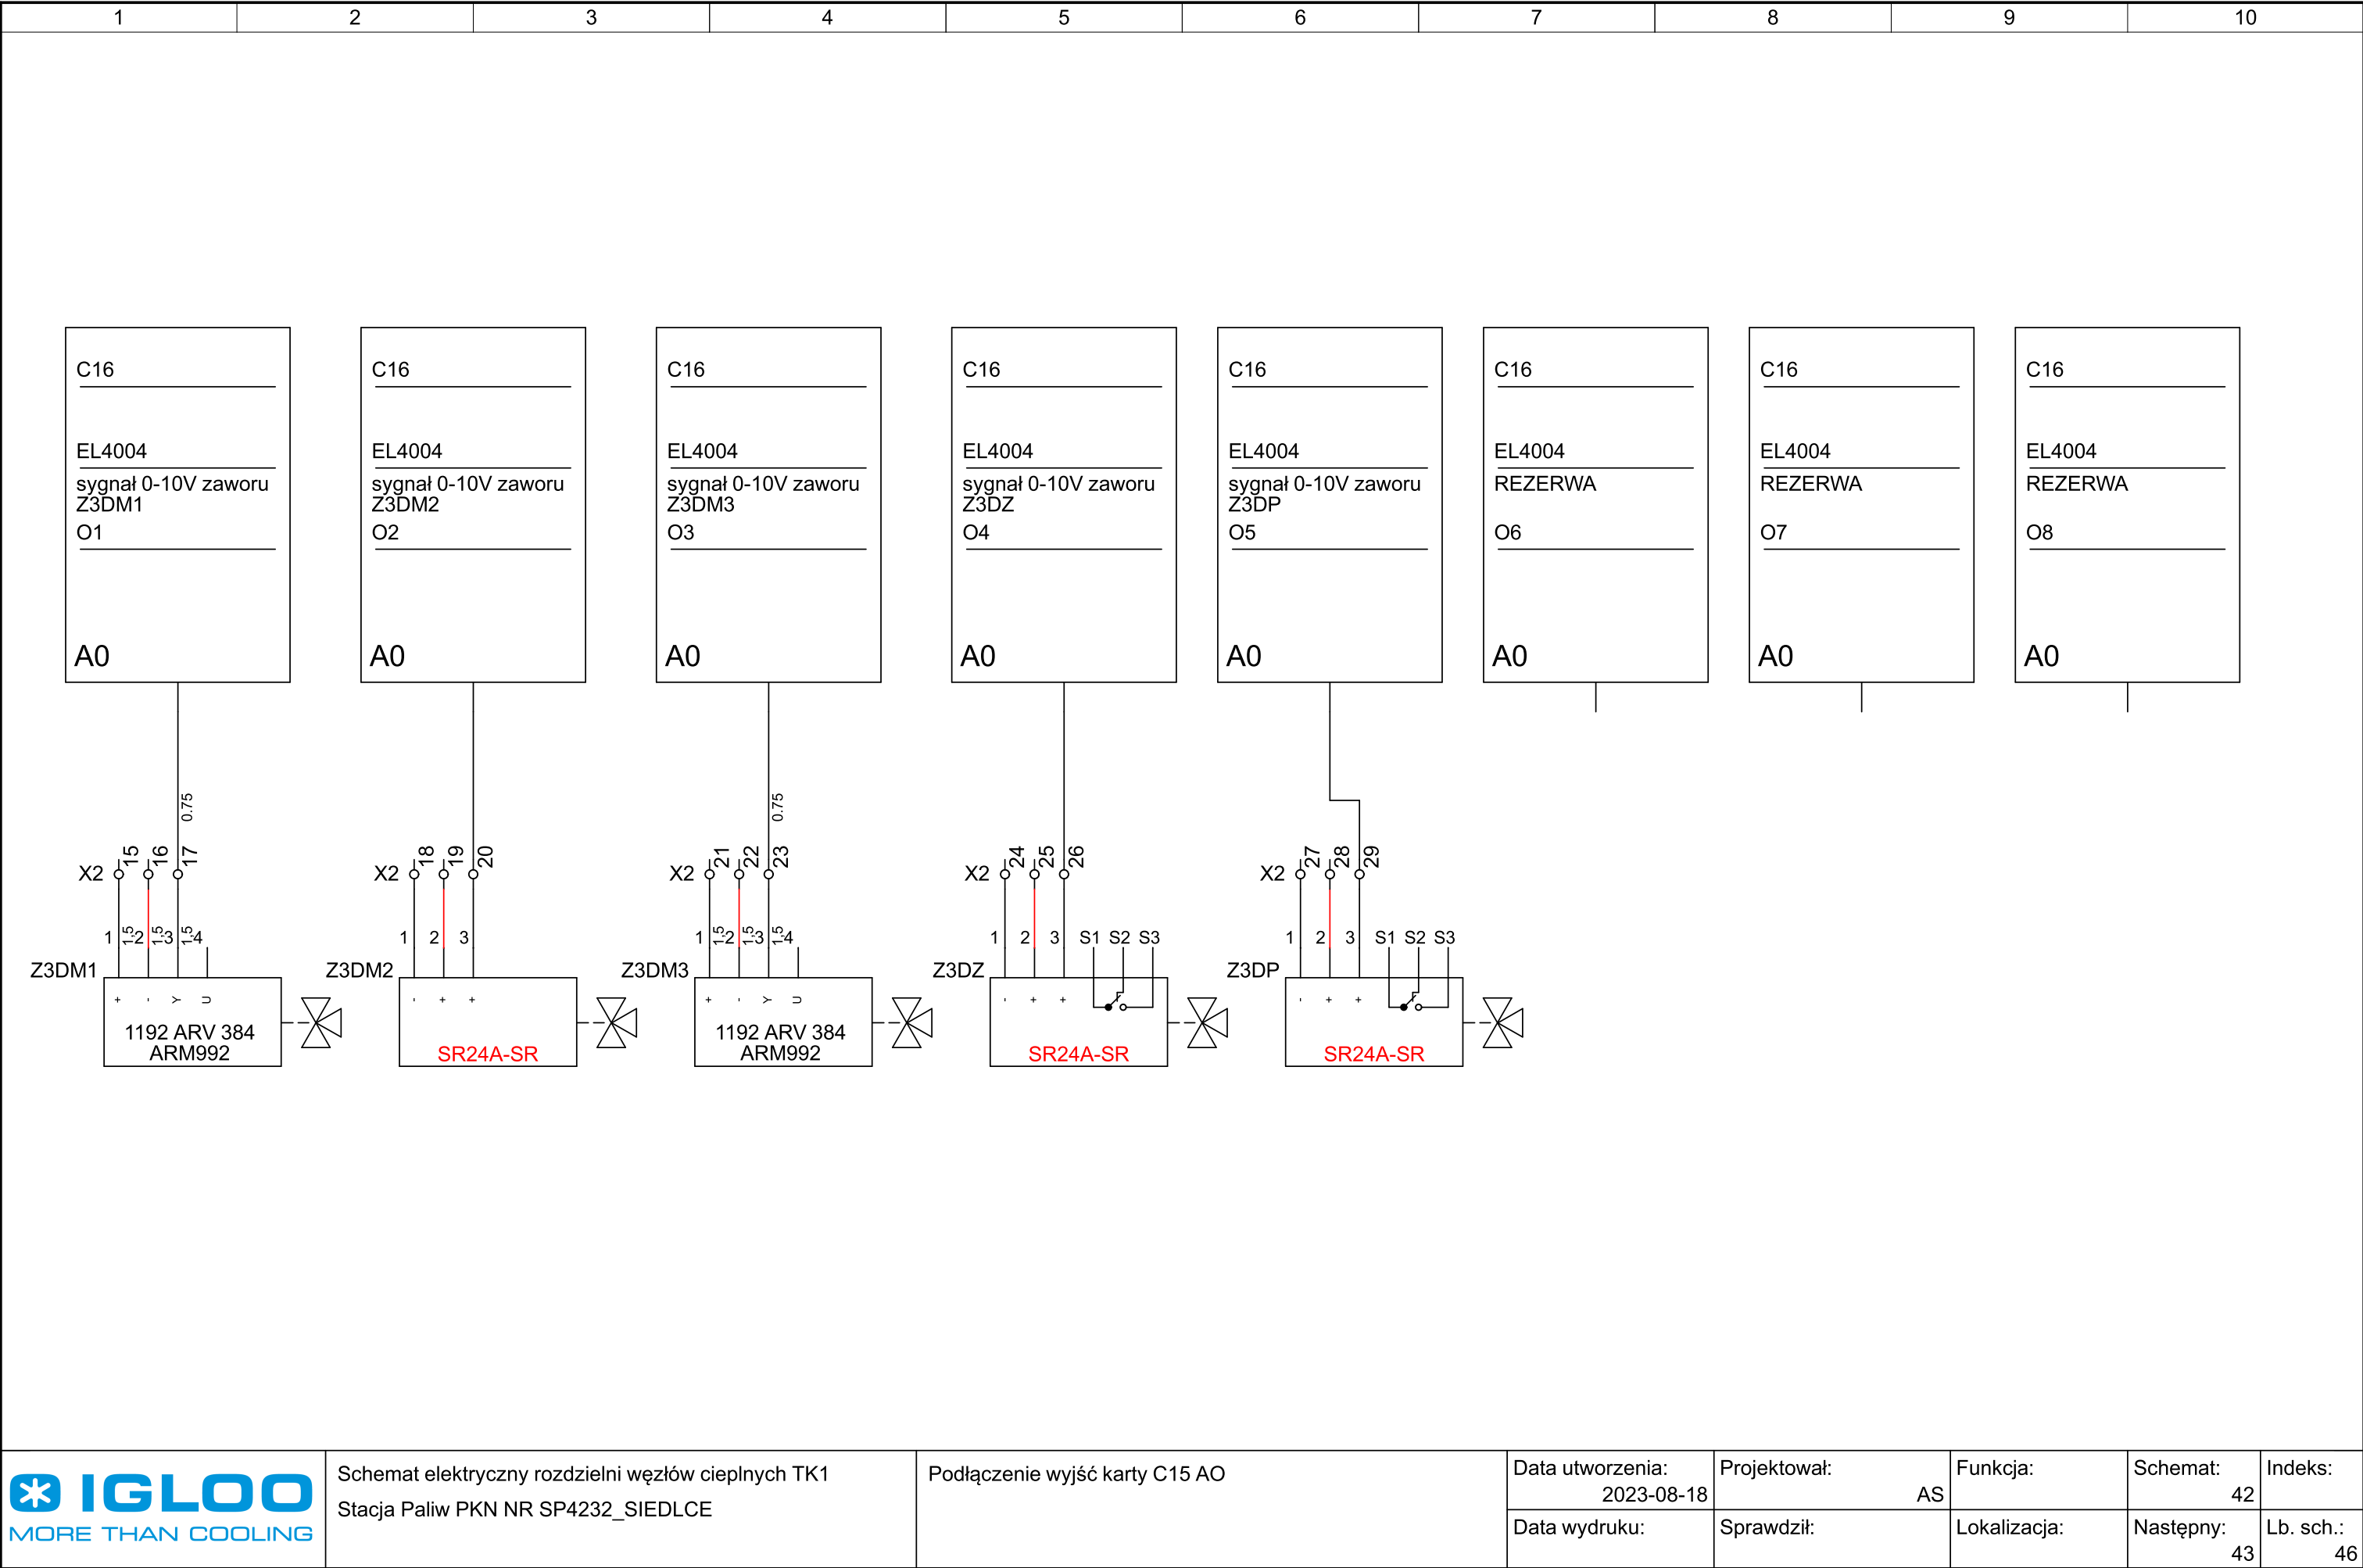 1 2 3 4 5 6 7 8 9 10
C16 C16 C16 C16 C16 C16 C16 C16
EL4004 EL4004 EL4004 EL4004 EL4004 EL4004 EL4004 EL4004
sygnał 0-10V zaworu sygnał 0-10V zaworu sygnał 0-10V zaworu sygnał 0-10V zaworu sygnał 0-10V zaworu REZERWA REZERWA REZERWA
Z3DM1 Z3DM2 Z3DM3 Z3DZ Z3DP
O1 O2 O3 O4 O5 O6 O7 O8
A0 A0 A0 A0 A0 A0 A0 A0
0.75 0.75
15 16 17 18 19 20 21 22 23 24 25 26 27 28 29
X2 X2 X2 X2 X2
1 1,5 2 1,5 3 1,5 4 1 2 3 1 1,5 2 1,5 3 1,5 4 1 2 3 S1 S2 S3 1 2 3 S1 S2 S3
Z3DM1 Z3DM2 Z3DM3 Z3DZ Z3DP
+ - Y U - + + + - Y U - + + - + +
1192 ARV 384 1192 ARV 384
ARM992 SR24A-SR ARM992 SR24A-SR SR24A-SR
IGLOO
MORE THAN COOLING
Schemat elektryczny rozdzielni węzłów cieplnych TK1
Stacja Paliw PKN NR SP4232_SIEDLCE
Podłączenie wyjść karty C15 AO
Data utworzenia: Projektował: Funkcja: Schemat: Indeks:
2023-08-18 AS 42
Data wydruku: Sprawdził: Lokalizacja: Następny: Lb. sch.:
43 46